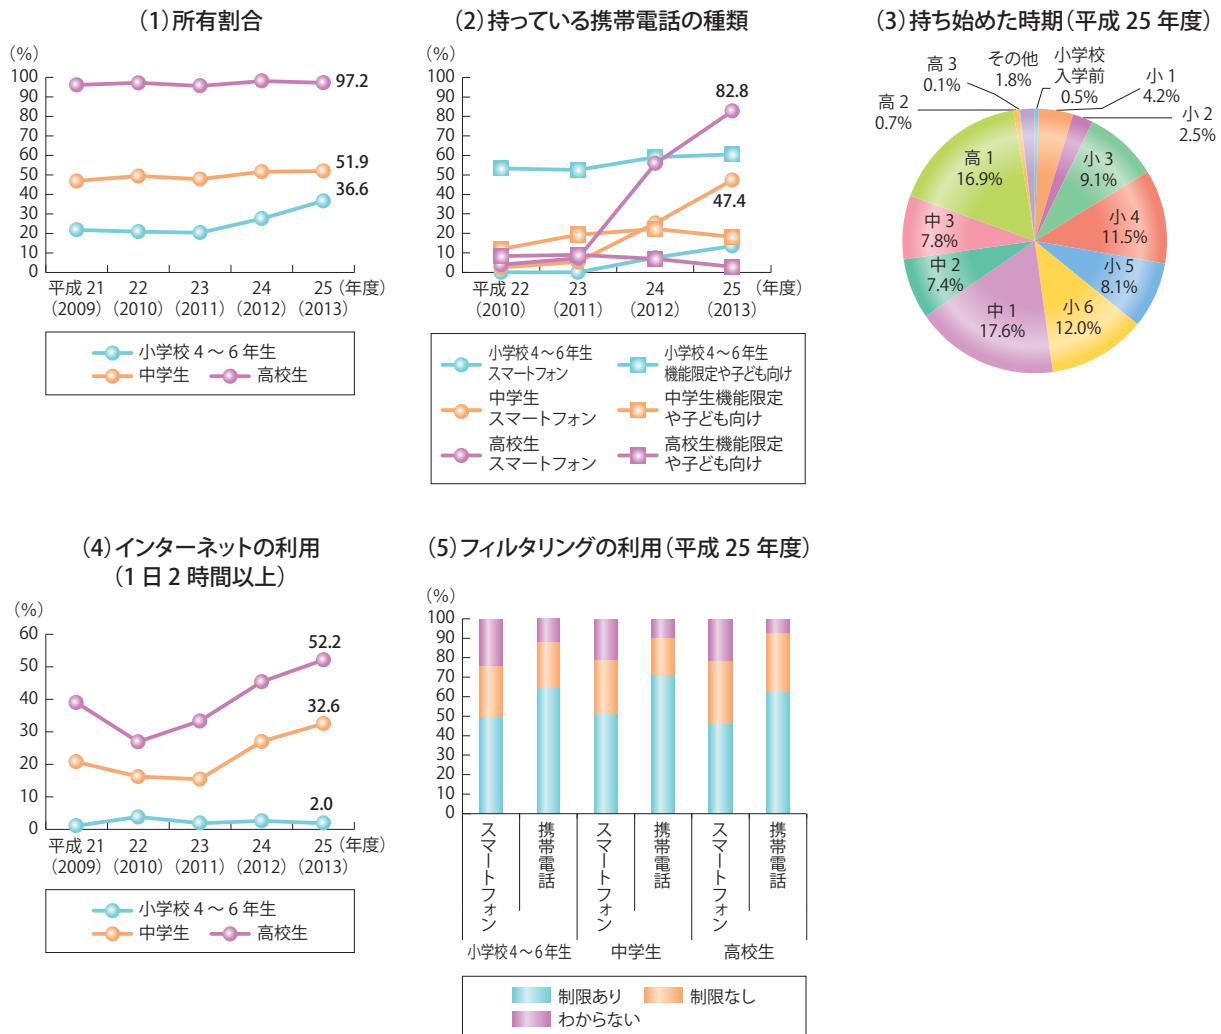 (1)所有割合
(%)
100
90
80
70
60
50
40
30
20
10
0
97.2
51.9
36.6
平成 21 22 23 24 25 (年度)
(2009) (2010) (2011) (2012) (2013)
小学校 4 ～ 6 年生
中学生 高校生
(2)持っている携帯電話の種類
(%)
100
90
80
70
60
50
40
30
20
10
0
82.8
47.4
平成 22 23 24 25 (年度)
(2010) (2011) (2012) (2013)
小学校 4～6年生
スマートフォン
小学校 4～6年生
機能限定や子ども向け
中学生
スマートフォン
中学生機能限定
や子ども向け
高校生
スマートフォン
高校生機能限定
や子ども向け
(3)持ち始めた時期(平成 25 年度)
その他
1.8%
小学校
入学前
0.5%
小 1
4.2%
小 2
2.5%
小 3
9.1%
小 4
11.5%
小 5
8.1%
小 6
12.0%
中 1
17.6%
中 2
7.4%
中 3
7.8%
高 1
16.9%
高 2
0.7%
高 3
0.1%
(4)インターネットの利用
(1 日 2 時間以上)
(%)
60
50
40
30
20
10
0
52.2
32.6
2.0
平成 21 22 23 24 25 (年度)
(2009) (2010) (2011) (2012) (2013)
小学校 4 ～ 6 年生
中学生 高校生
(5)フィルタリングの利用(平成 25 年度)
(%)
100
90
80
70
60
50
40
30
20
10
0
スマートフォン
携帯電話
スマートフォン
携帯電話
スマートフォン
携帯電話
小学校4～6年生 中学生 高校生
制限あり 制限なし
わからない